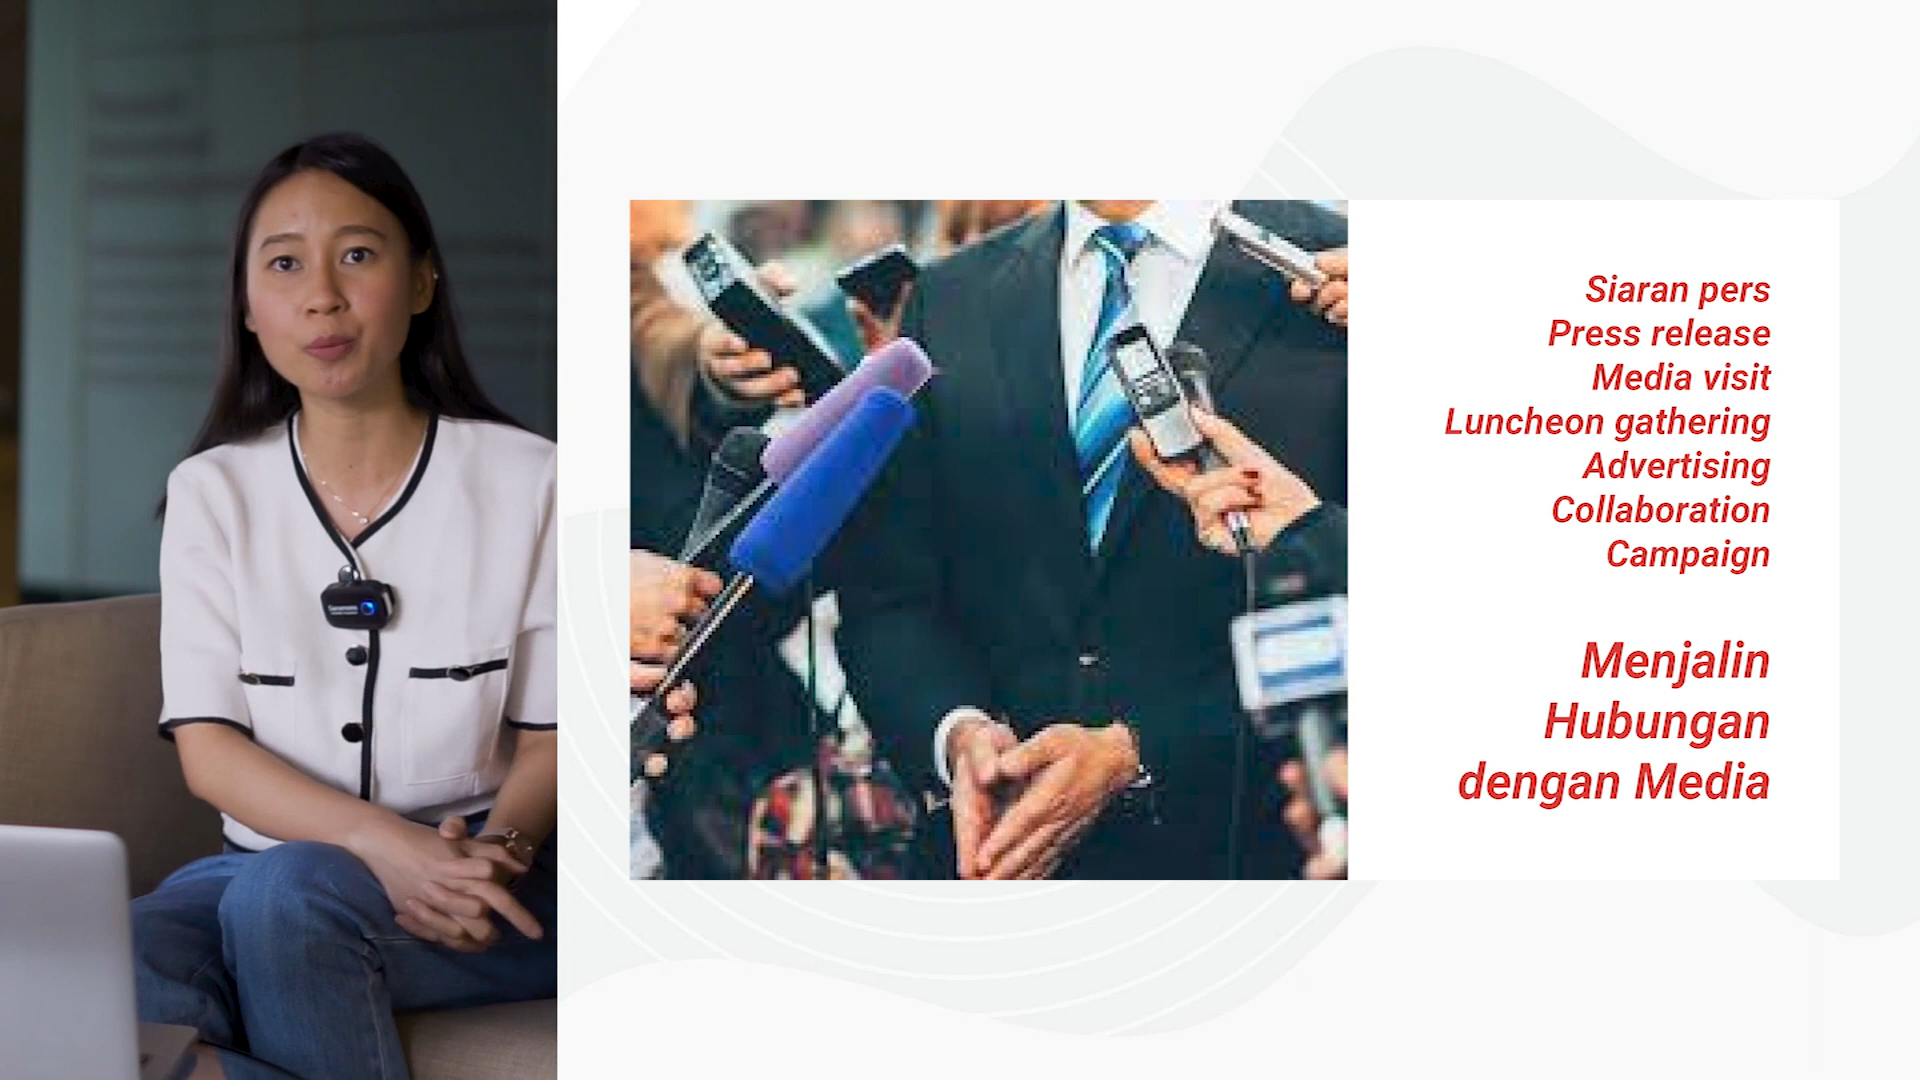 Siaran pers
Press release
Media visit
Luncheon gathering
Advertising
Collaboration
Campaign
Menjalin
Hubungan
dengan Media